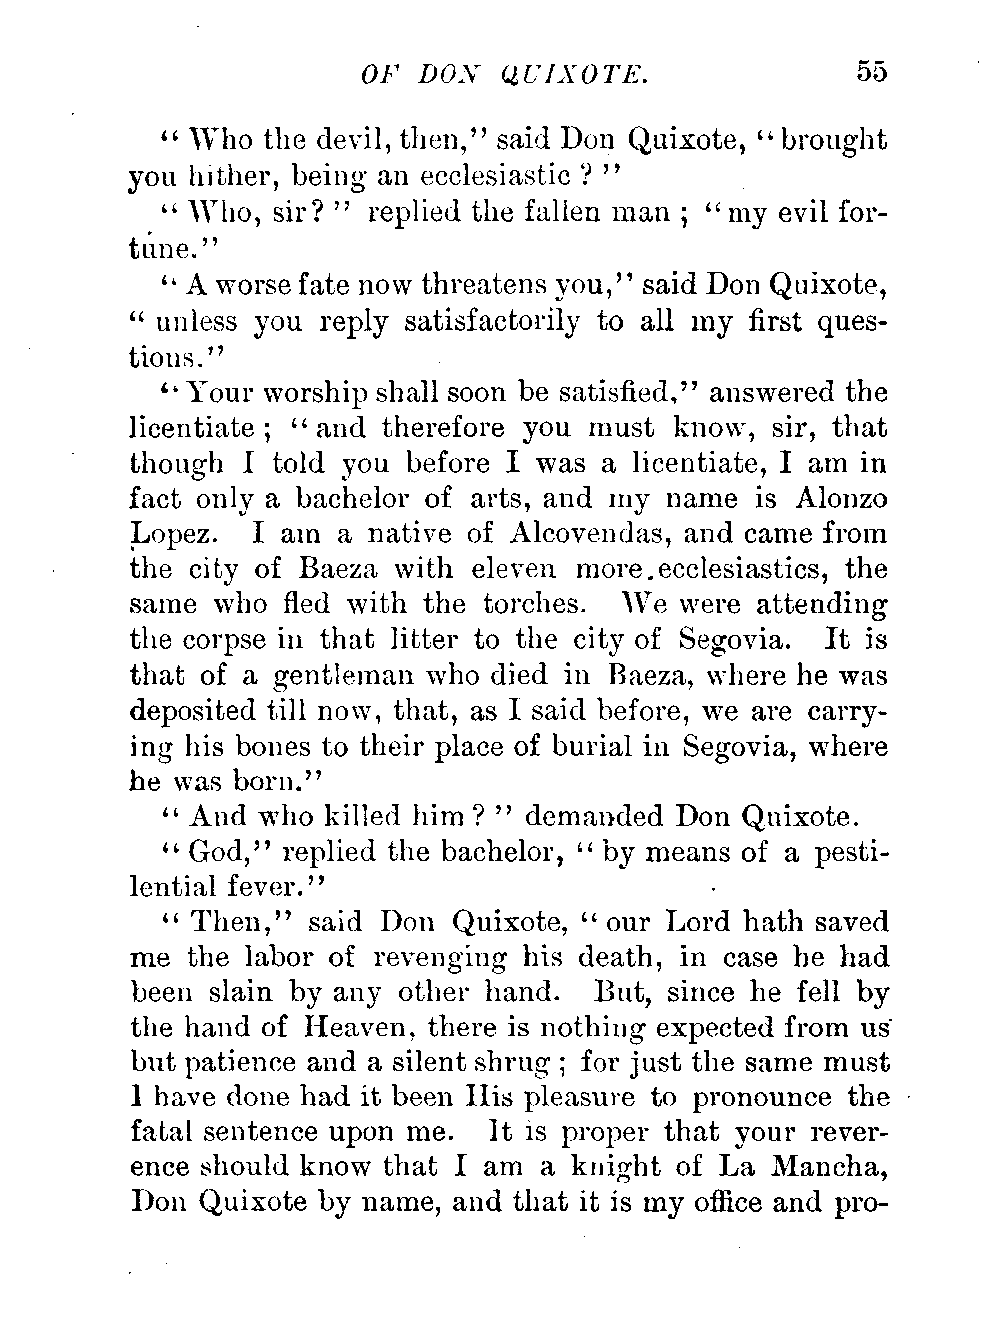 OF DON QUIXOTE. 55
“Who the devil, then,” said Don Quixote, “brought
you hither, being an ecclesiastic?”
“Who, sir?” replied the fallen man; “my evil for-
tune.”
“A worse fate now threatens you,” said Don Quixote,
“unless you reply satisfactorily to all my first ques-
tions.”
“Your worship shall soon be satisfied,” answered the
licentiate; “and therefore you must know, sir, that
though I told you before I was a licentiate, I am in
fact only a bachelor of arts, and my name is Alonzo
Lopez. I am a native of Alcovendas, and came from
the city of Baeza with eleven more ecclesiastics, the
same who fled with the torches. We were attending
the corpse in that litter to the city of Segovia. It is
that of a gentleman who died in Baeza, where he was
deposited till now, that, as I said before, we are carry-
ing his bones to their place of burial in Segovia, where
he was born.”
“And who killed him?” demanded Don Quixote.
“God,” replied the bachelor, “by means of a pesti-
lential fever.”
“Then,” said Don Quixote, “our Lord hath saved
me the labor of revenging his death, in case he had
been slain by any other hand. But, since he fell by
the hand of Heaven, there is nothing expected from us
but patience and a silent shrug; for just the same must
I have done had it been His pleasure to pronounce the
fatal sentence upon me. It is proper that your rever-
ence should know that I am a knight of La Mancha,
Don Quixote by name, and that it is my office and pro-